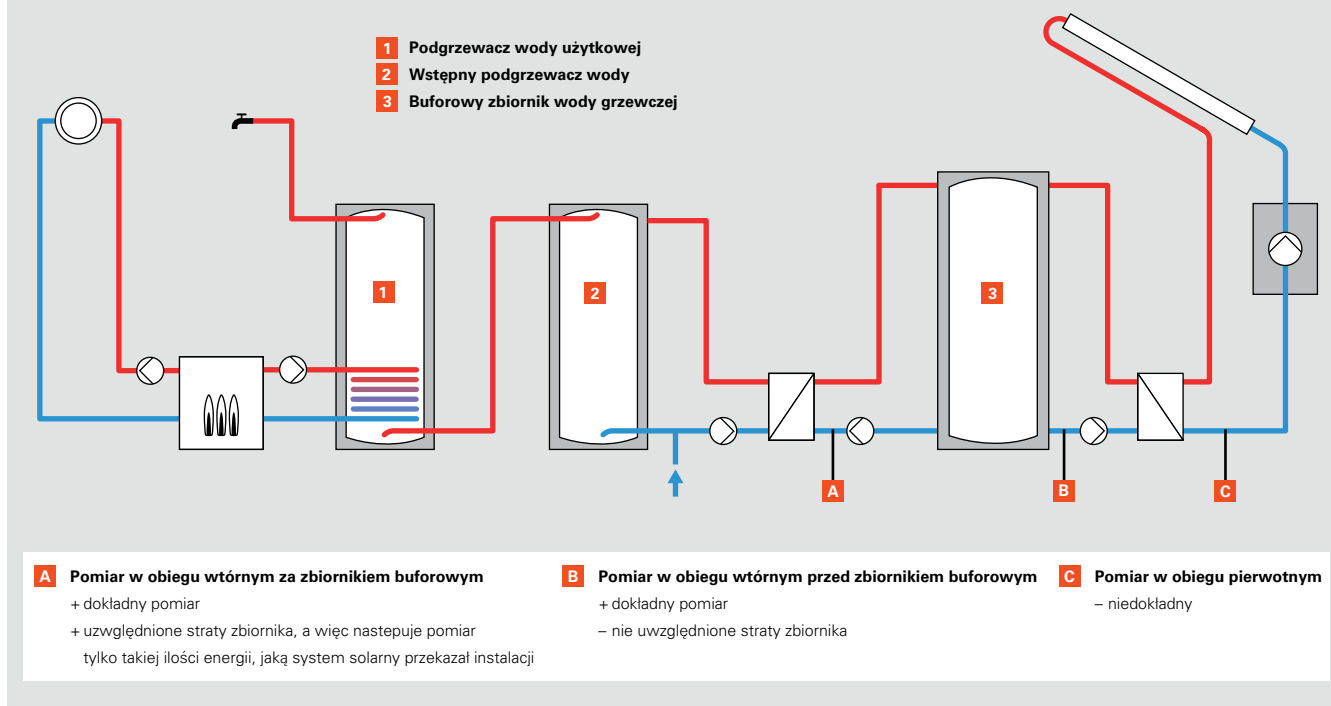 1 Podgrzewacz wody użytkowej
2 Wstępny podgrzewacz wody
3 Buforowy zbiornik wody grzewczej
1
2
3
A
B
C
A Pomiar w obiegu wtórnym za zbiornikiem buforowym
+ dokładny pomiar
+ uzwględnione straty zbiornika, a więc nastepuje pomiar
tylko takiej ilości energii, jaką system solarny przekazał instalacji
B Pomiar w obiegu wtórnym przed zbiornikiem buforowym
+ dokładny pomiar
– nie uwzględnione straty zbiornika
C Pomiar w obiegu pierwotnym
– niedokładny